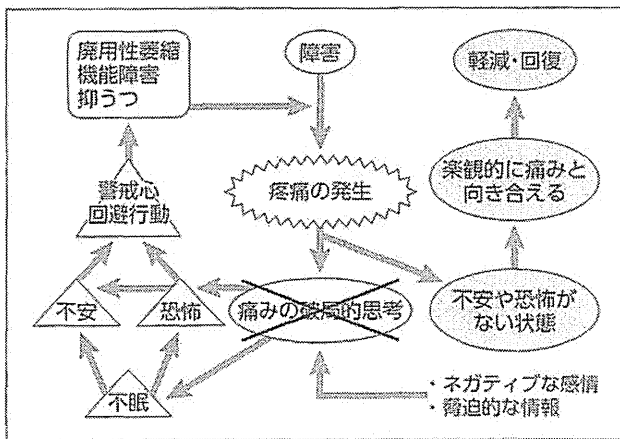 廃用性萎縮
機能障害
抑うつ
障害
軽減・回復
警戒心
回避行動
疼痛の発生
楽観的に痛みと
向き合える
不安
恐怖
痛みの破局的思考
不安や恐怖が
ない状態
不眠
・ネガティブな感情
・脅迫的な情報